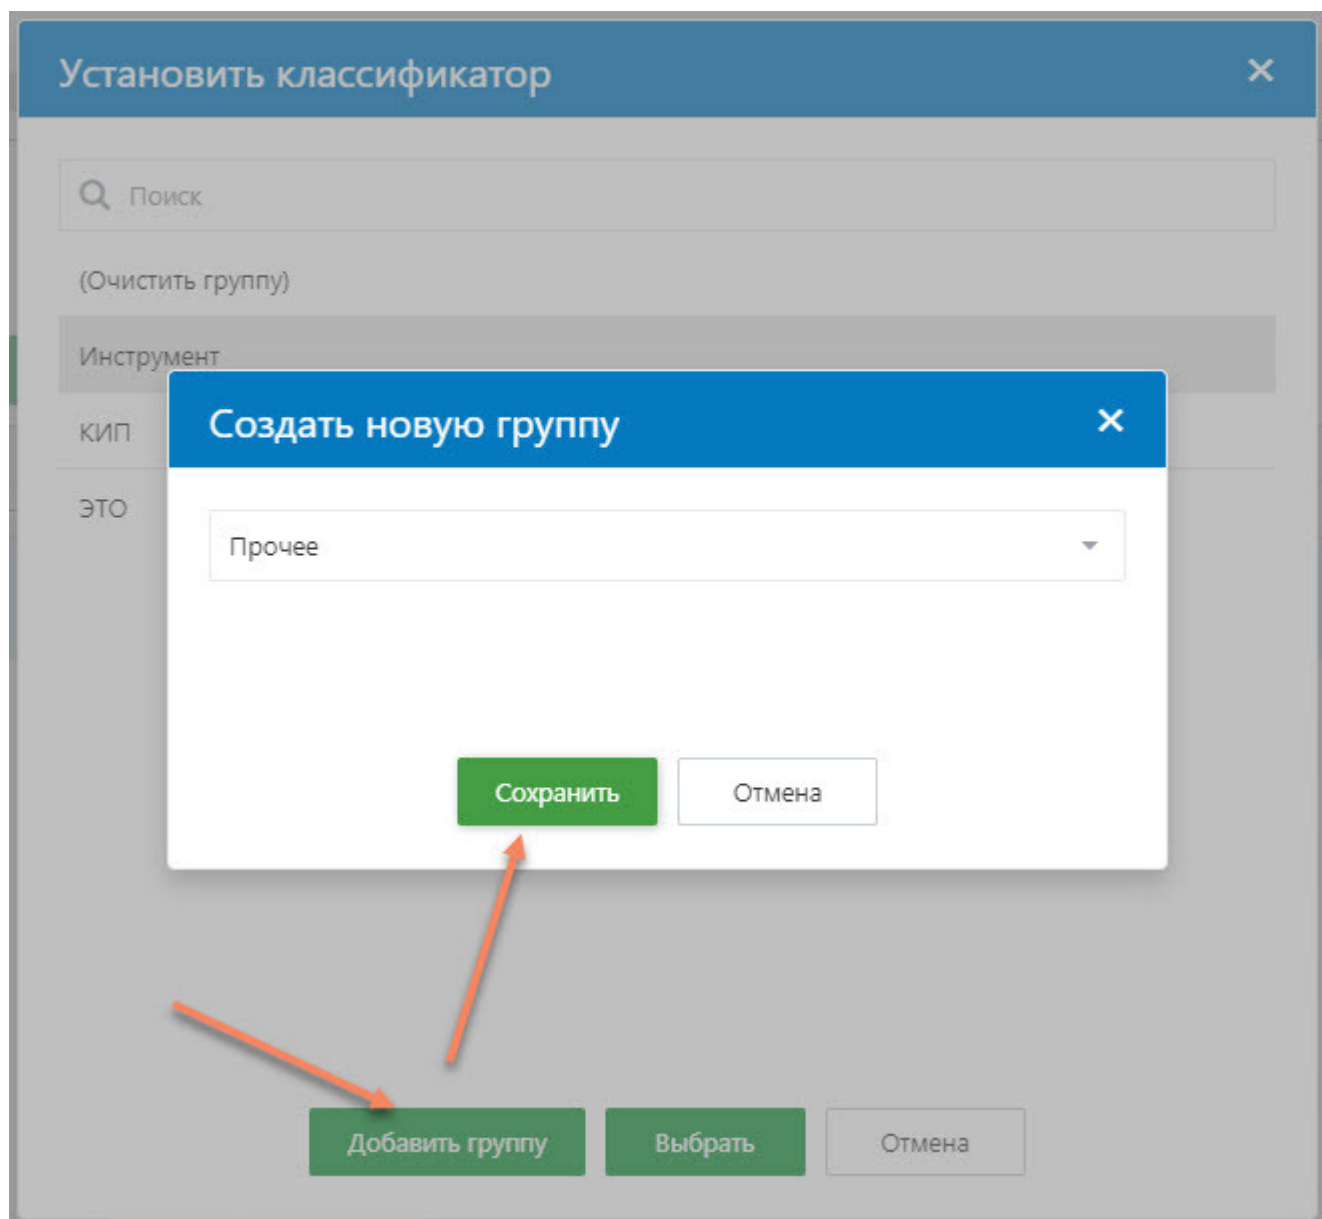 Установить классификатор
Поиск
(Очистить группу)
Инструмент
КИП
Создать новую группу
ЭТО
Прочее
Сохранить
Отмена
Добавить группу
Выбрать
Отмена